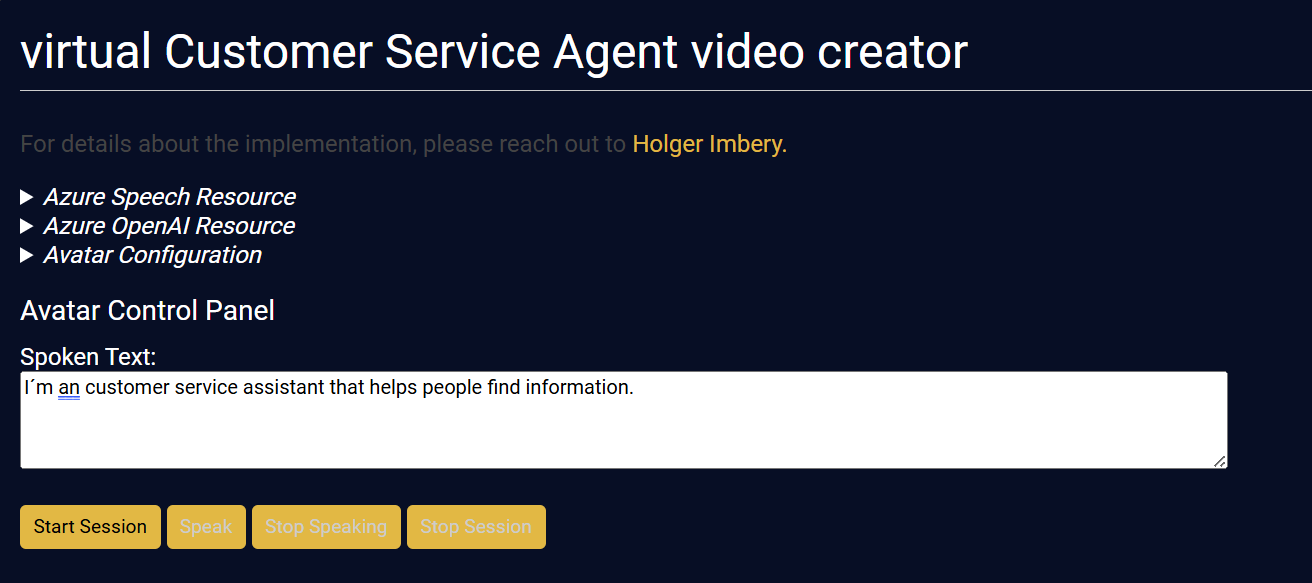 virtual Customer Service Agent video creator
For details about the implementation, please reach out to Holger Imbery.
Azure Speech Resource
Azure OpenAI Resource
Avatar Configuration
Avatar Control Panel
Spoken Text:
I´m an customer service assistant that helps people find information.
Start Session Speak Stop Speaking Stop Session